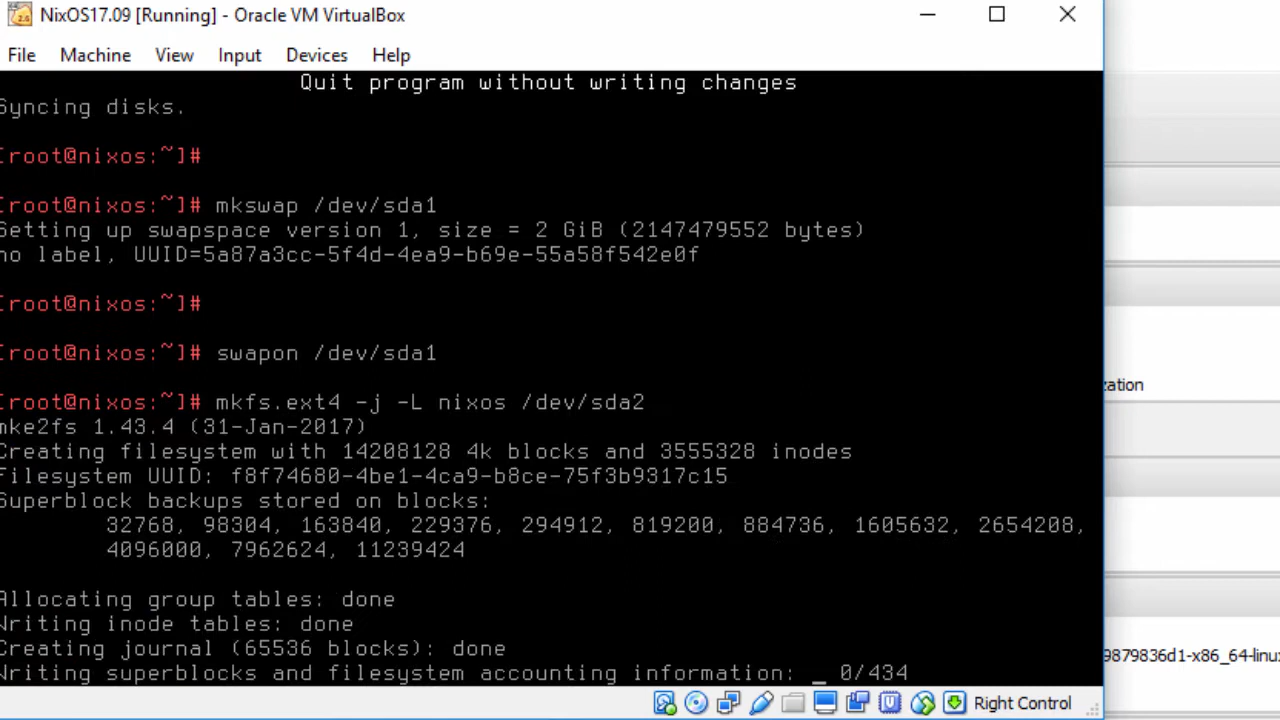 NixOS17.09 [Running] - Oracle VM VirtualBox
File Machine View Input Devices Help
Quit program without writing changes
Syncing disks.
[root@nixos:~]#
[root@nixos:~]# mkswap /dev/sda1
Setting up swapspace version 1, size = 2 GiB (2147479552 bytes)
no label, UUID=5a87a3cc-5f4d-4ea9-b69e-55a58f542e0f
[root@nixos:~]#
[root@nixos:~]# swapon /dev/sda1
[root@nixos:~]# mkfs.ext4 -j -L nixos /dev/sda2
mke2fs 1.43.4 (31-Jan-2017)
Creating filesystem with 14208128 4k blocks and 3555328 inodes
Filesystem UUID: f8f74680-4be1-4ca9-b8ce-75f3b9317c15
Superblock backups stored on blocks:
32768, 98304, 163840, 229376, 294912, 819200, 884736, 1605632, 2654208,
4096000, 7962624, 11239424
Allocating group tables: done
Writing inode tables: done
Creating journal (65536 blocks): done
Writing superblocks and filesystem accounting information: _ 0/434
Right Control
zation
9879836d1-x86_64-linu